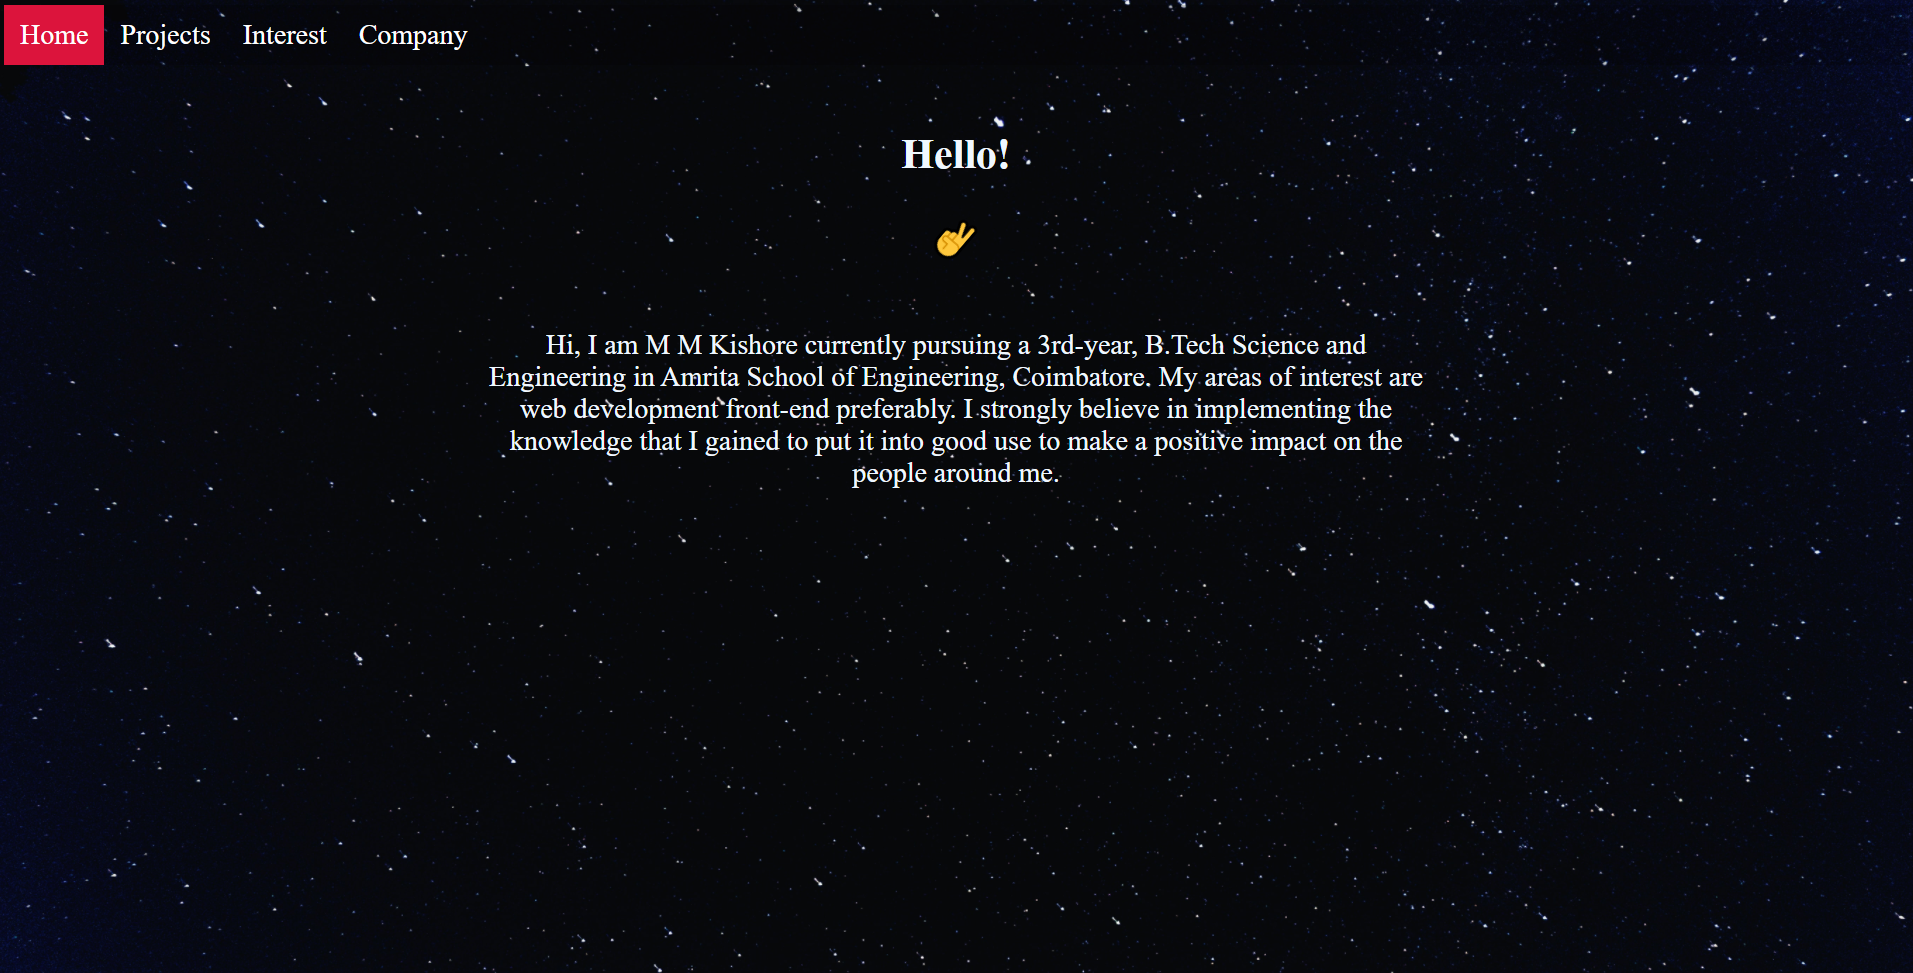 Home Projects Interest Company
Hello!
✌
Hi, I am M M Kishore currently pursuing a 3rd-year, B.Tech Science and
Engineering in Amrita School of Engineering, Coimbatore. My areas of interest are
web development front-end preferably. I strongly believe in implementing the
knowledge that I gained to put it into good use to make a positive impact on the
people around me.